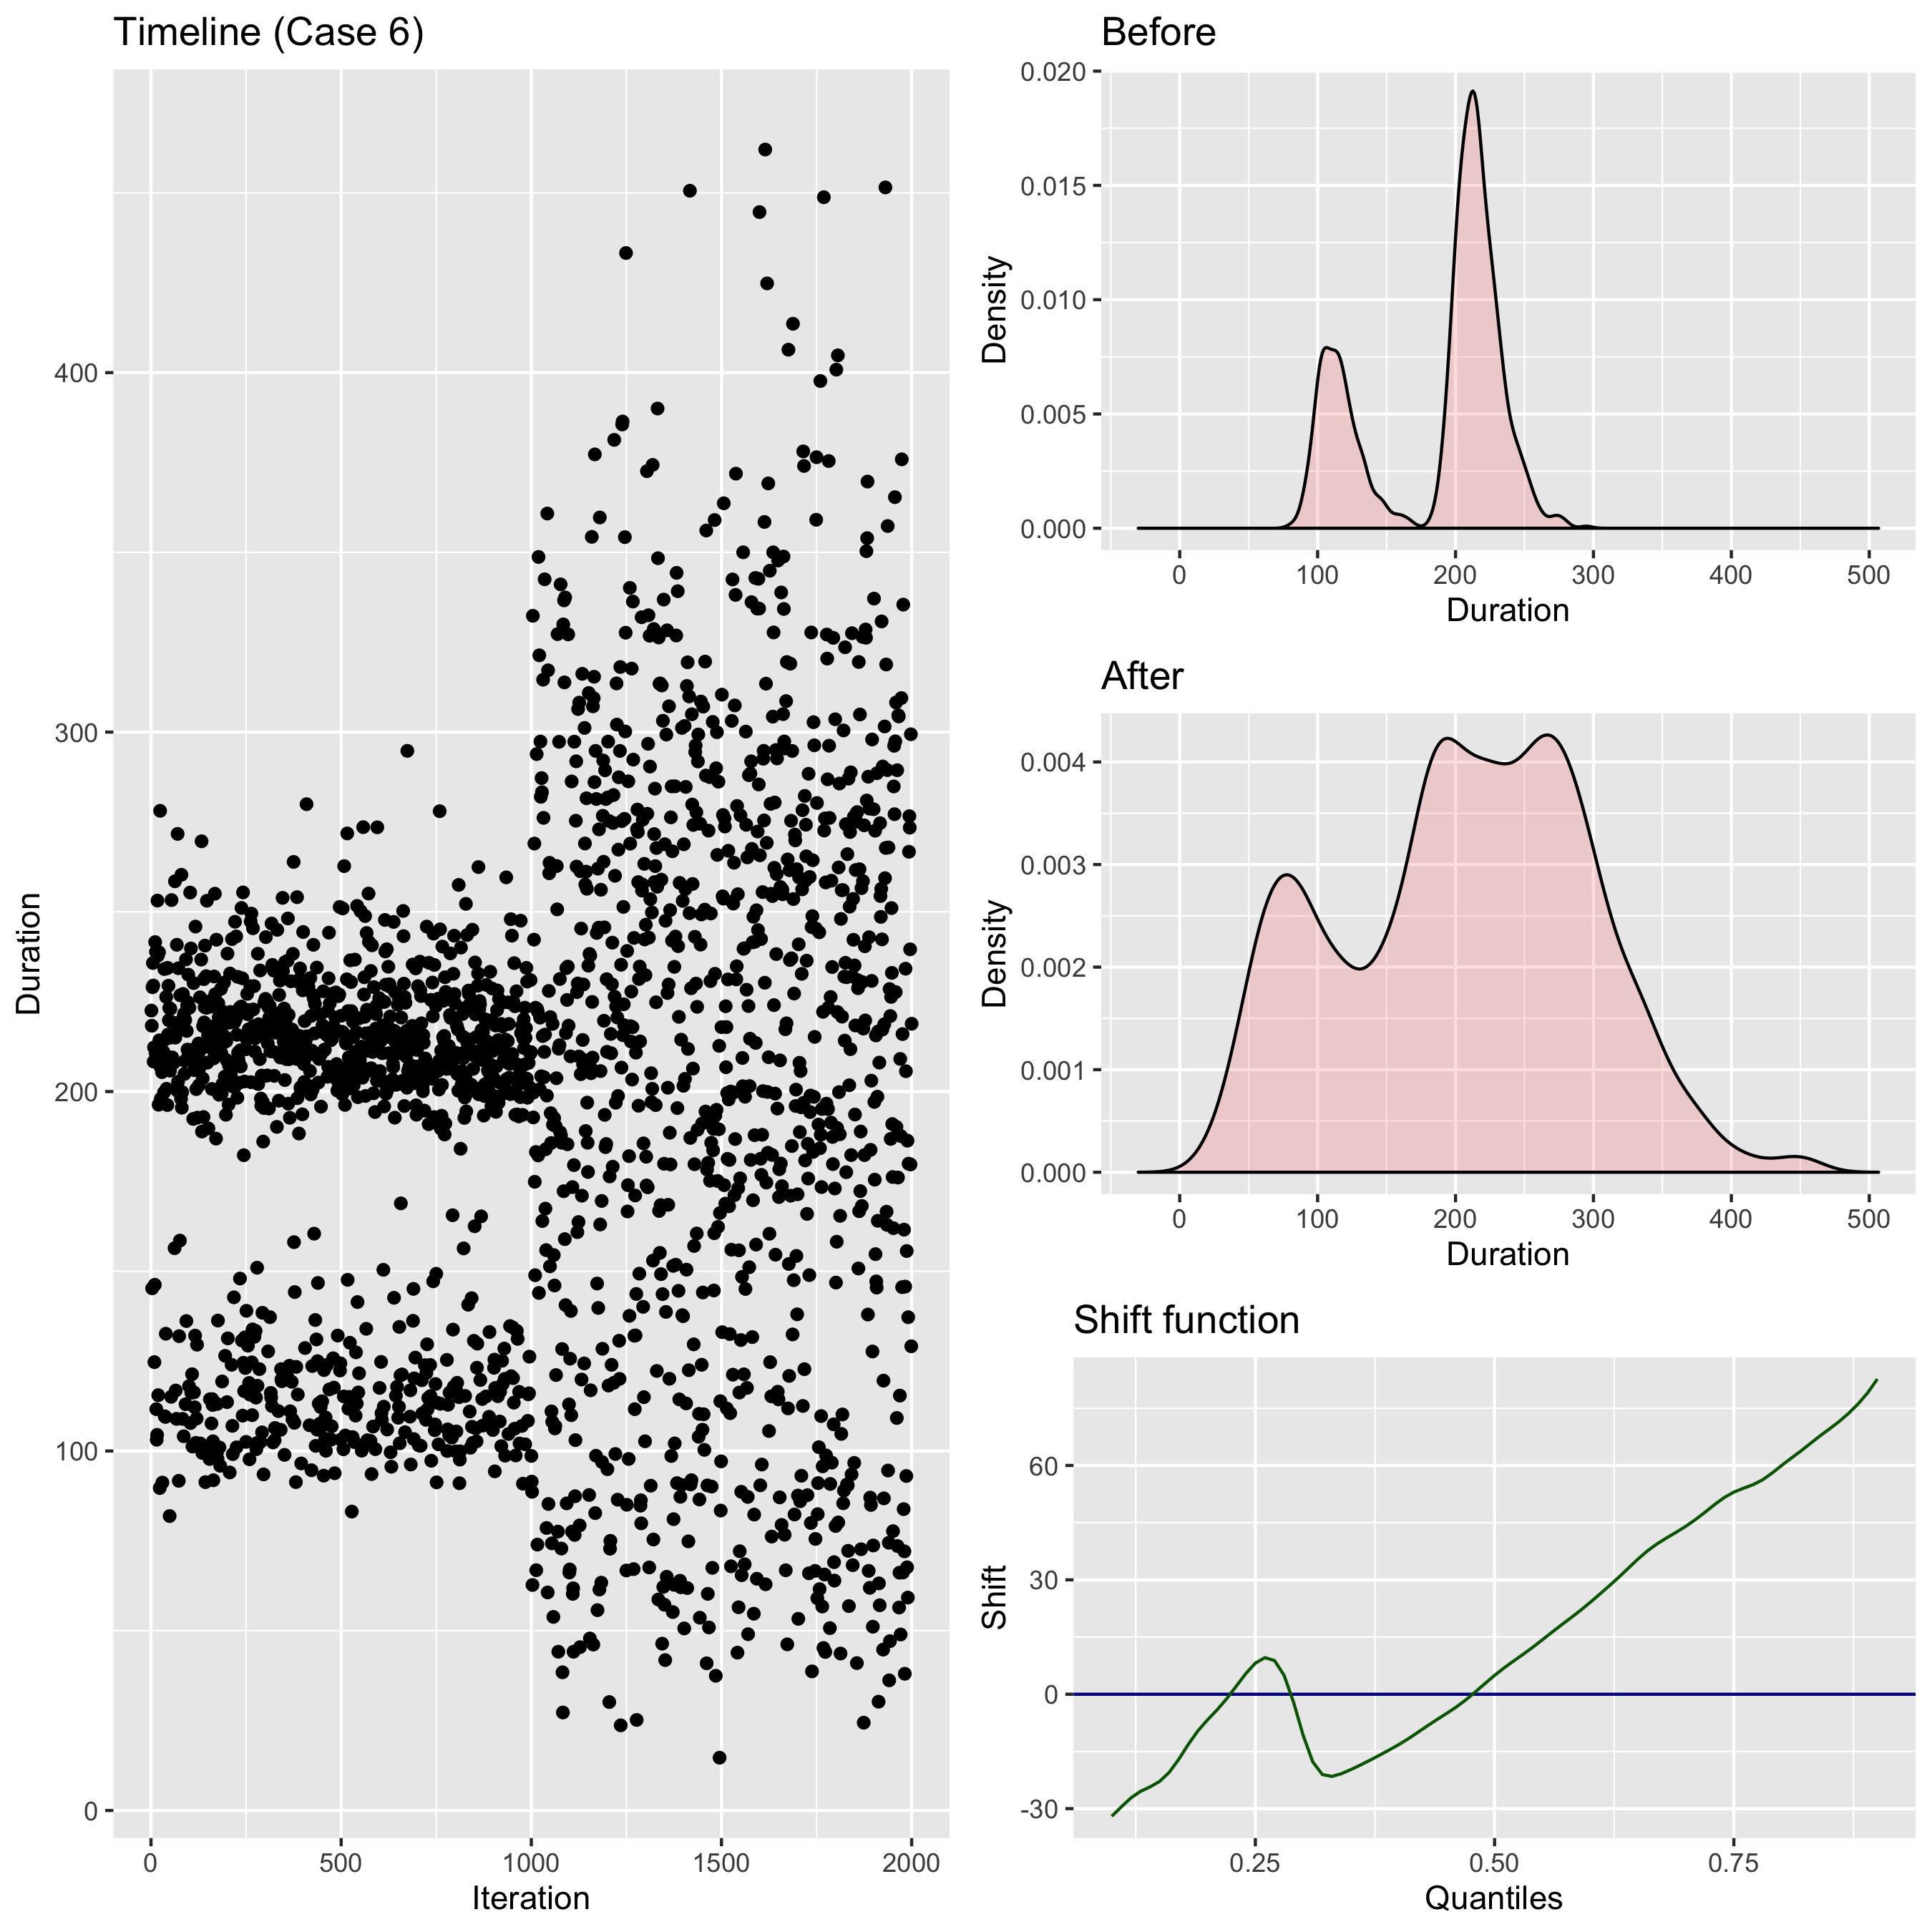 Timeline (Case 6)
Duration
400
300
200
100
0
0 500 1000 1500 2000
Iteration
Before
Density
0.020
0.015
0.010
0.005
0.000
0 100 200 300 400 500
Duration
After
Density
0.004
0.003
0.002
0.001
0.000
0 100 200 300 400 500
Duration
Shift function
Shift
60
30
0
-30
0.25 0.50 0.75
Quantiles